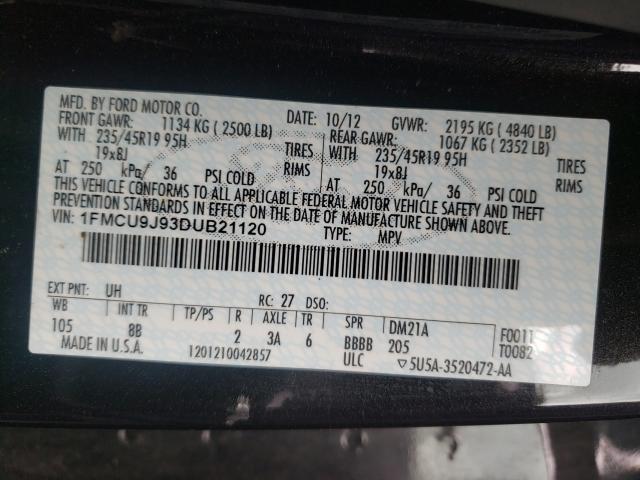 MFD. BY FORD MOTOR CO.
DATE: 10/12 GVWR: 2195 KG ( 4840 LB)
FRONT GAWR: 1134 KG ( 2500 LB) REAR GAWR: 1067 KG ( 2352 LB)
WITH 235/45R19 95H TIRES WITH 235/45R19 95H TIRES
19x8J RIMS 19x8J RIMS
AT 250 kPa/ 36 PSI COLD AT 250 kPa/ 36 PSI COLD
THIS VEHICLE CONFORMS TO ALL APPLICABLE FEDERAL MOTOR VEHICLE SAFETY AND THEFT
PREVENTION STANDARDS IN EFFECT ON THE DATE OF MANUFACTURE SHOWN ABOVE.
VIN: 1FMCU9J93DUB21120 TYPE: MPV
EXT PNT: UH RC: 27 DSO:
WB INT TR TP/PS R AXLE TR SPR DM21A F0011
105 8B 2 3A 6 BBBB 205 T0082
MADE IN U.S.A. 1201210042857 ULC ▽5U5A-3520472-AA